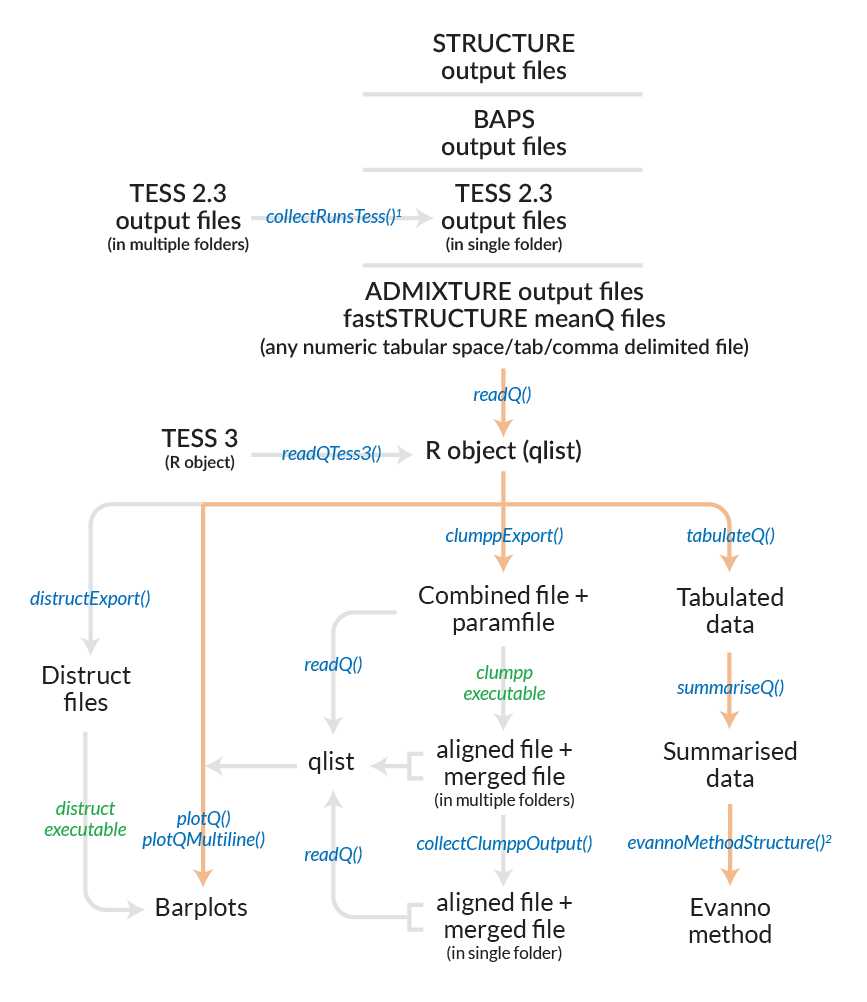 STRUCTURE
output files
BAPS
output files
TESS 2.3
output files
(in multiple folders)
collectRunsTess()¹
TESS 2.3
output files
(in single folder)
ADMIXTURE output files
fastSTRUCTURE meanQ files
(any numeric tabular space/tab/comma delimited file)
readQ()
TESS 3
(R object)
readQTess3()
R object (qlist)
clumppExport()
tabulateQ()
distructExport()
Combined file +
paramfile
Tabulated
data
readQ()
clumpp
executable
summariseQ()
Distruct
files
qlist
aligned file +
merged file
(in multiple folders)
Summarised
data
distruct
executable
plotQ()
plotQMultiline()
readQ()
collectClumppOutput()
evannoMethodStructure()²
Barplots
aligned file +
merged file
(in single folder)
Evanno
method